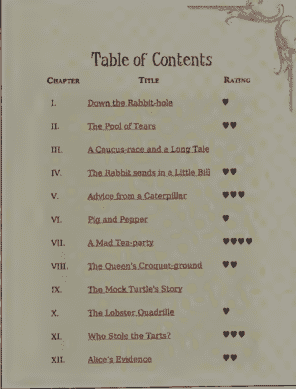 Table of Contents
CHAPTER TITLE RATING
I. Down the Rabbit-hole ♥
II. The Pool of Tears ♥♥
III. A Caucus-race and a Long Tale
IV. The Rabbit sends in a Little Bill ♥♥
V. Advice from a Caterpillar ♥♥♥
VI. Pig and Pepper ♥
VII. A Mad Tea-party ♥♥♥♥
VIII. The Queen's Croquet-ground ♥♥
IX. The Mock Turtle's Story
X. The Lobster Quadrille ♥
XI. Who Stole the Tarts? ♥♥♥
XII. Alice's Evidence ♥♥